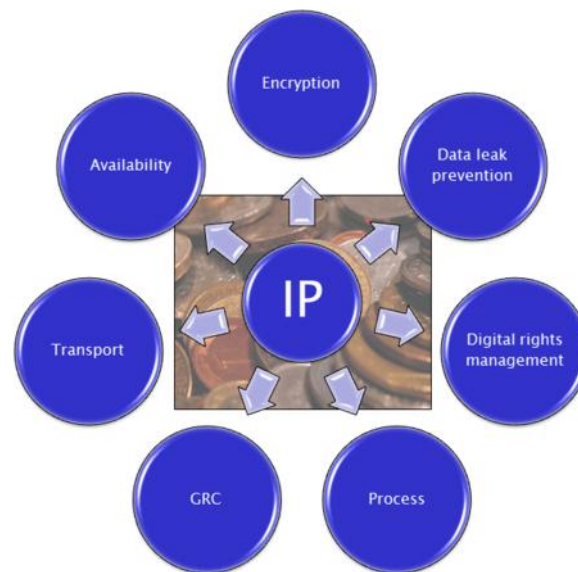 Encryption
Availability
Data leak
prevention
IP
Transport
Digital rights
management
GRC
Process